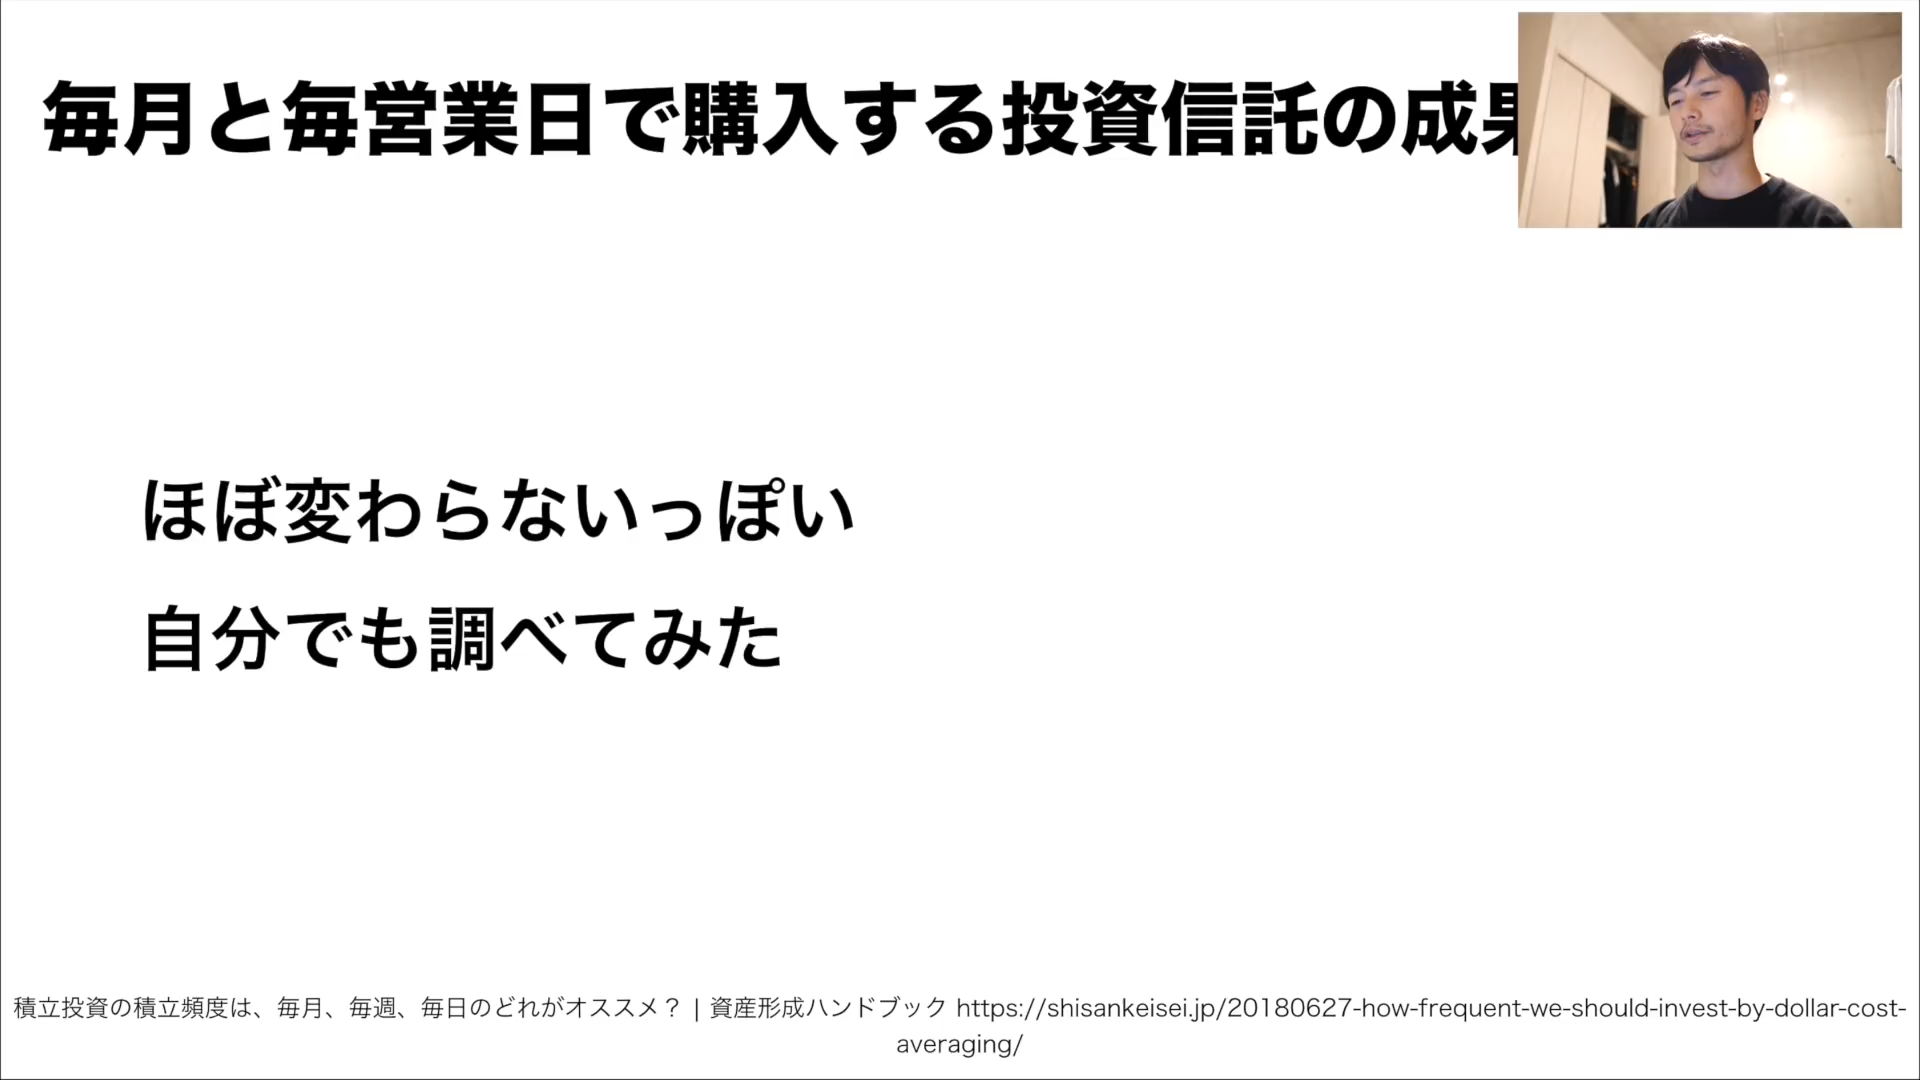 毎月と毎営業日で購入する投資信託の成果
ほぼ変わらないっぽい
自分でも調べてみた
積立投資の積立頻度は、毎月、毎週、毎日のどれがオススメ？ | 資産形成ハンドブック https://shisankeisei.jp/20180627-how-frequent-we-should-invest-by-dollar-cost-
averaging/